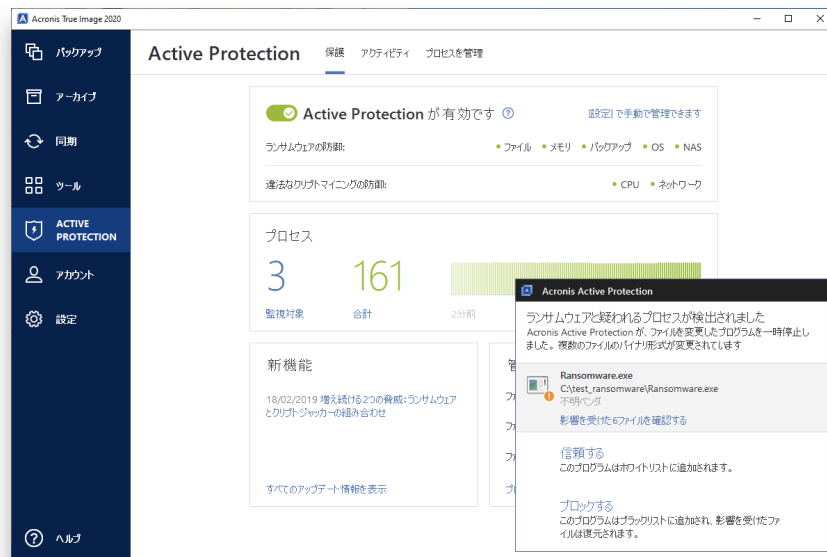 Acronis True Image 2020
バックアップ
アーカイブ
同期
ツール
ACTIVE
PROTECTION
アカウント
設定
ヘルプ
Active Protection 保護 アクティビティ プロセスを管理
Active Protection が有効です
[設定] で手動で管理できます
ランサムウェアの防御: • ファイル • メモリ • バックアップ • OS • NAS
違法なクリプトマイニングの防御: • CPU • ネットワーク
プロセス
3 161
監視対象 合計 2分前
新機能
18/02/2019 増え続ける2つの脅威:ランサムウェア
とクリプトジャッカーの組み合わせ
すべてのアップデート情報を表示
Acronis Active Protection
ランサムウェアと疑われるプロセスが検出されました
Acronis Active Protection が、ファイルを変更したプログラムを一時停止し
ました。複数のファイルのバイナリ形式が変更されています
Ransomware.exe
C:\test_ransomware\Ransomware.exe
不明ベンダ
影響を受けた6ファイルを確認する
信頼する
このプログラムはホワイトリストに追加されます。
ブロックする
このプログラムはブラックリストに追加され、影響を受けたファ
イルは復元されます。